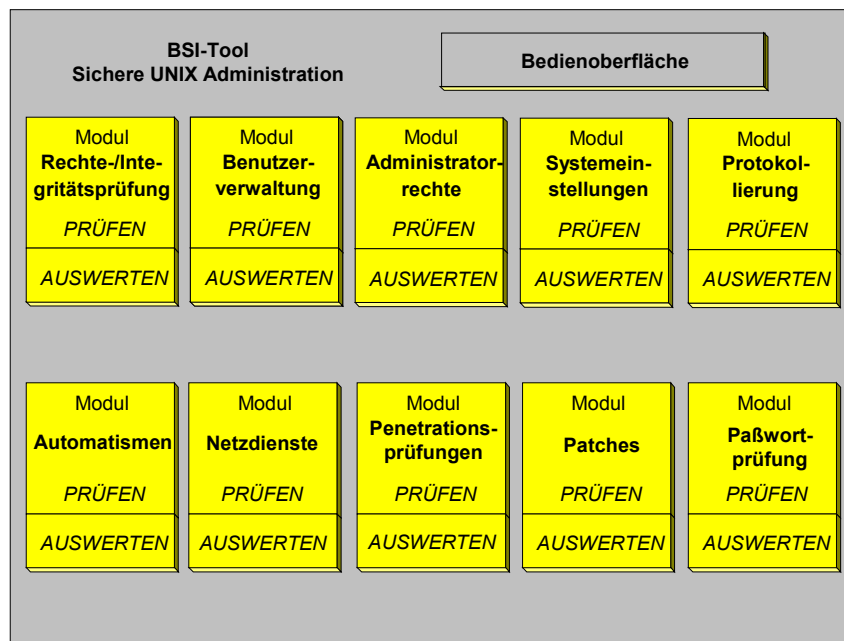 BSI-Tool
Sichere UNIX Administration
Bedienoberfläche
Modul
Rechte-/Inte-
gritätsprüfung
PRÜFEN
AUSWERTEN
Modul
Benutzer-
verwaltung
PRÜFEN
AUSWERTEN
Modul
Administrator-
rechte
PRÜFEN
AUSWERTEN
Modul
Systemein-
stellungen
PRÜFEN
AUSWERTEN
Modul
Protokol-
lierung
PRÜFEN
AUSWERTEN
Modul
Automatismen
PRÜFEN
AUSWERTEN
Modul
Netzdienste
PRÜFEN
AUSWERTEN
Modul
Penetrations-
prüfungen
PRÜFEN
AUSWERTEN
Modul
Patches
PRÜFEN
AUSWERTEN
Modul
Paßwort-
prüfung
PRÜFEN
AUSWERTEN